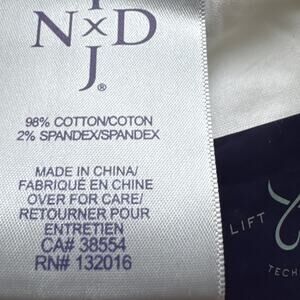 N×D
J®
98% COTTON/COTON
2% SPANDEX/SPANDEX
MADE IN CHINA/
FABRIQUÉ EN CHINE
OVER FOR CARE/
RETOURNER POUR
ENTRETIEN
CA# 38554
RN# 132016
LIFT
TECH